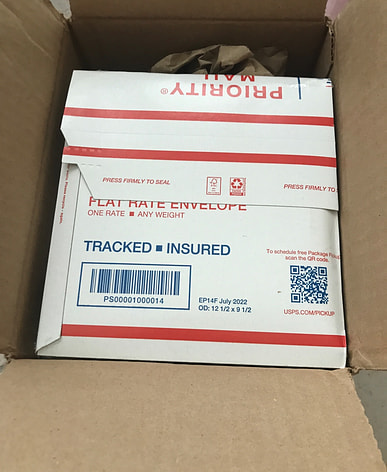 PRIORITY®
MAIL
PRESS FIRMLY TO SEAL
PRESS FIRMLY TO S
FLAT RATE ENVELOPE
ONE RATE ■ ANY WEIGHT
TRACKED ■ INSURED
To schedule free Package Pickup
scan the QR code.
PS00001000014
EP14F July 2022
OD: 12 1/2 x 9 1/2
USPS.COM/PICKUP